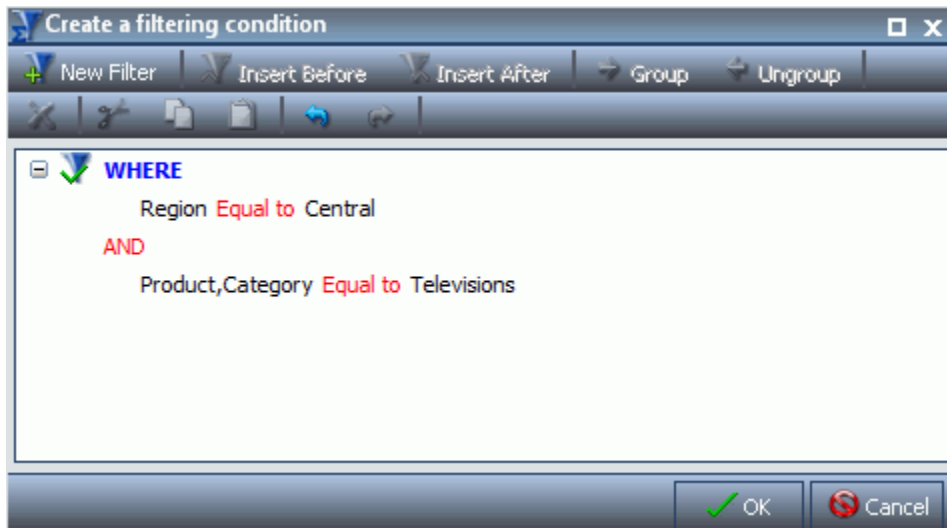 Create a filtering condition
New Filter Insert Before Insert After Group Ungroup
WHERE
Region Equal to Central
AND
Product,Category Equal to Televisions
OK Cancel